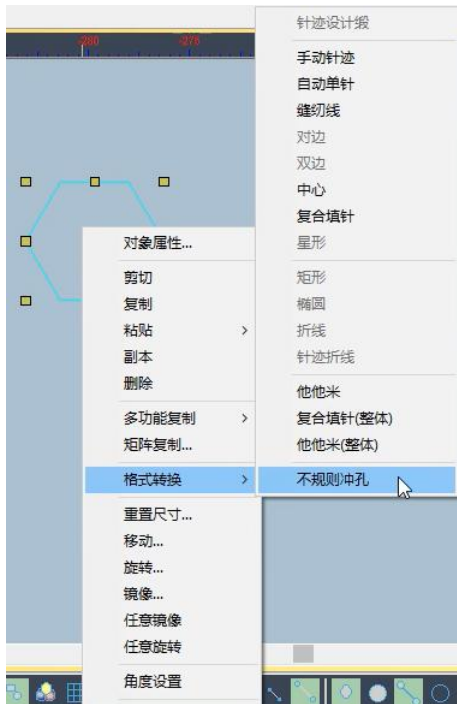 -280 -278
针迹设计缎
手动针迹
自动单针
缝纫线
对边
双边
中心
复合填针
星形
矩形
椭圆
折线
针迹折线
他他米
复合填针(整体)
他他米(整体)
不规则冲孔
对象属性...
剪切
复制
粘贴
副本
删除
多功能复制
矩阵复制...
格式转换
重置尺寸...
移动...
旋转...
镜像...
任意镜像
任意旋转
角度设置